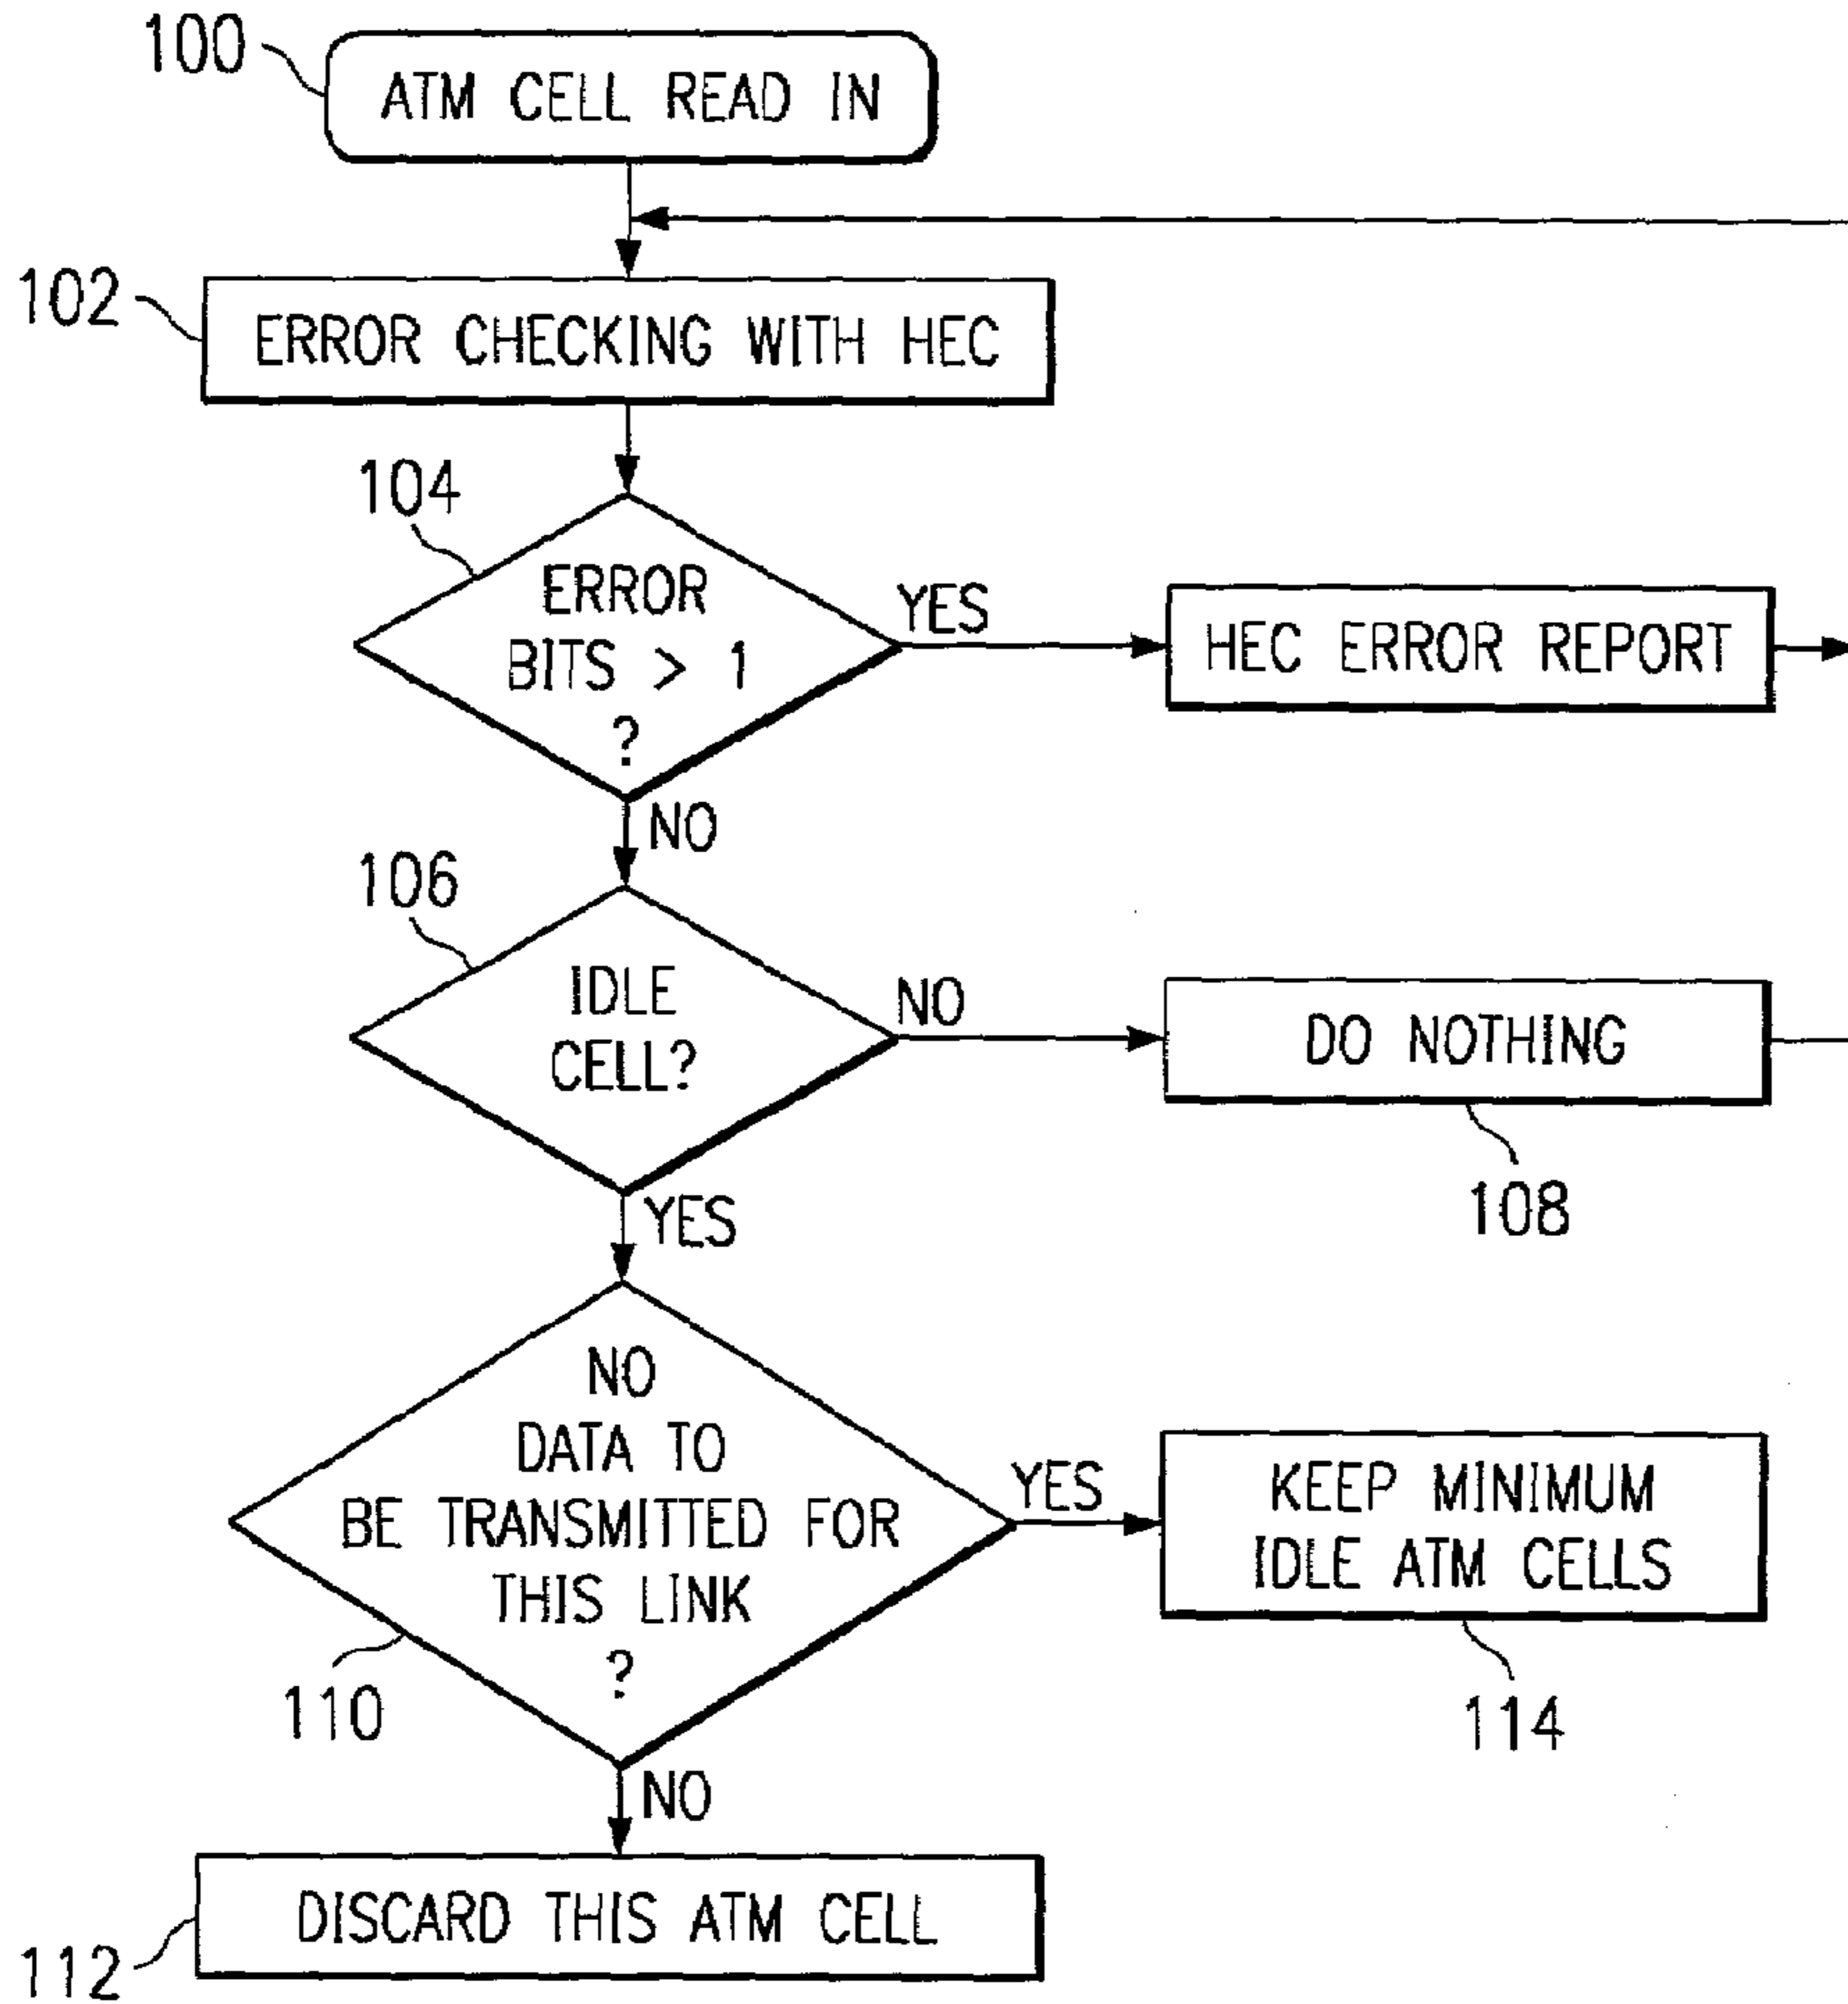 100
ATM CELL READ IN
102
ERROR CHECKING WITH HEC
104
ERROR
BITS > 1
?
YES
HEC ERROR REPORT
NO
106
IDLE
CELL?
NO
DO NOTHING
108
YES
NO
DATA TO
BE TRANSMITTED FOR
THIS LINK
?
YES
KEEP MINIMUM
IDLE ATM CELLS
110
114
NO
DISCARD THIS ATM CELL
112